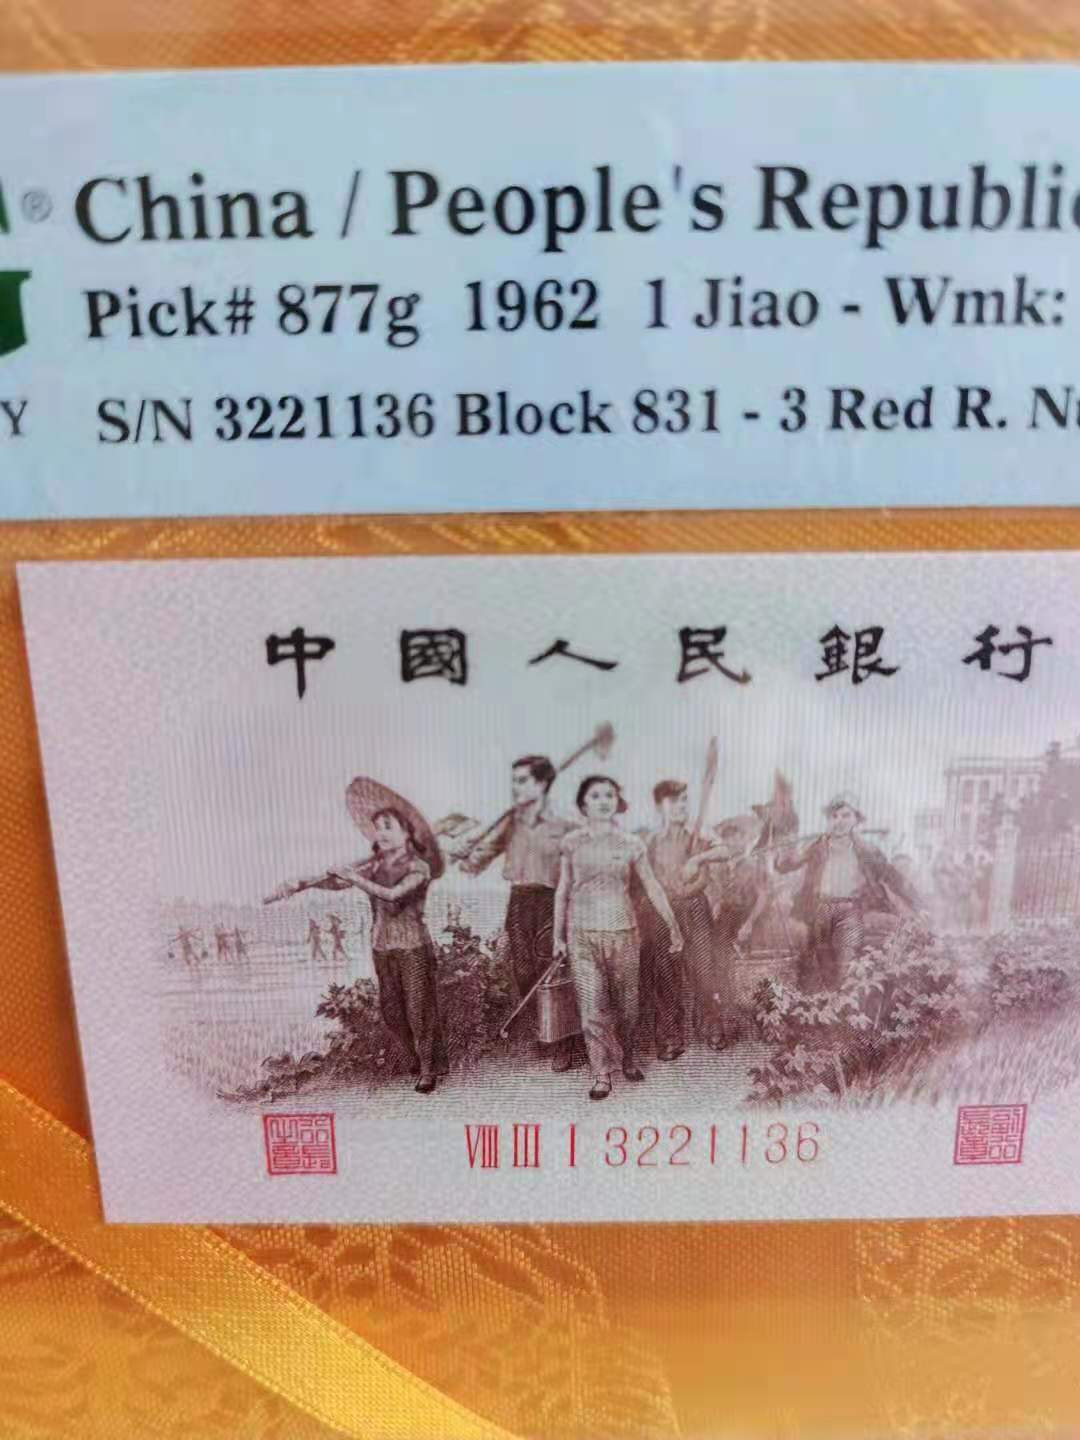 ® China / People's Republic
Pick# 877g 1962 1 Jiao - Wmk:
Y S/N 3221136 Block 831 - 3 Red R.
中國人民銀行
VIII III I 3221136